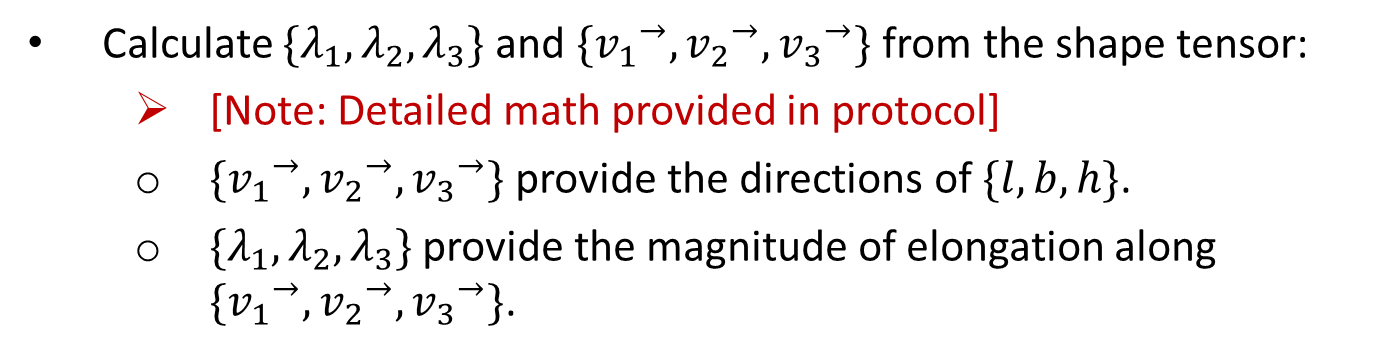 • Calculate {λ₁, λ₂, λ₃} and {v₁→, v₂→, v₃→} from the shape tensor:
➢ [Note: Detailed math provided in protocol]
○ {v₁→, v₂→, v₃→} provide the directions of {l, b, h}.
○ {λ₁, λ₂, λ₃} provide the magnitude of elongation along
{v₁→, v₂→, v₃→}.